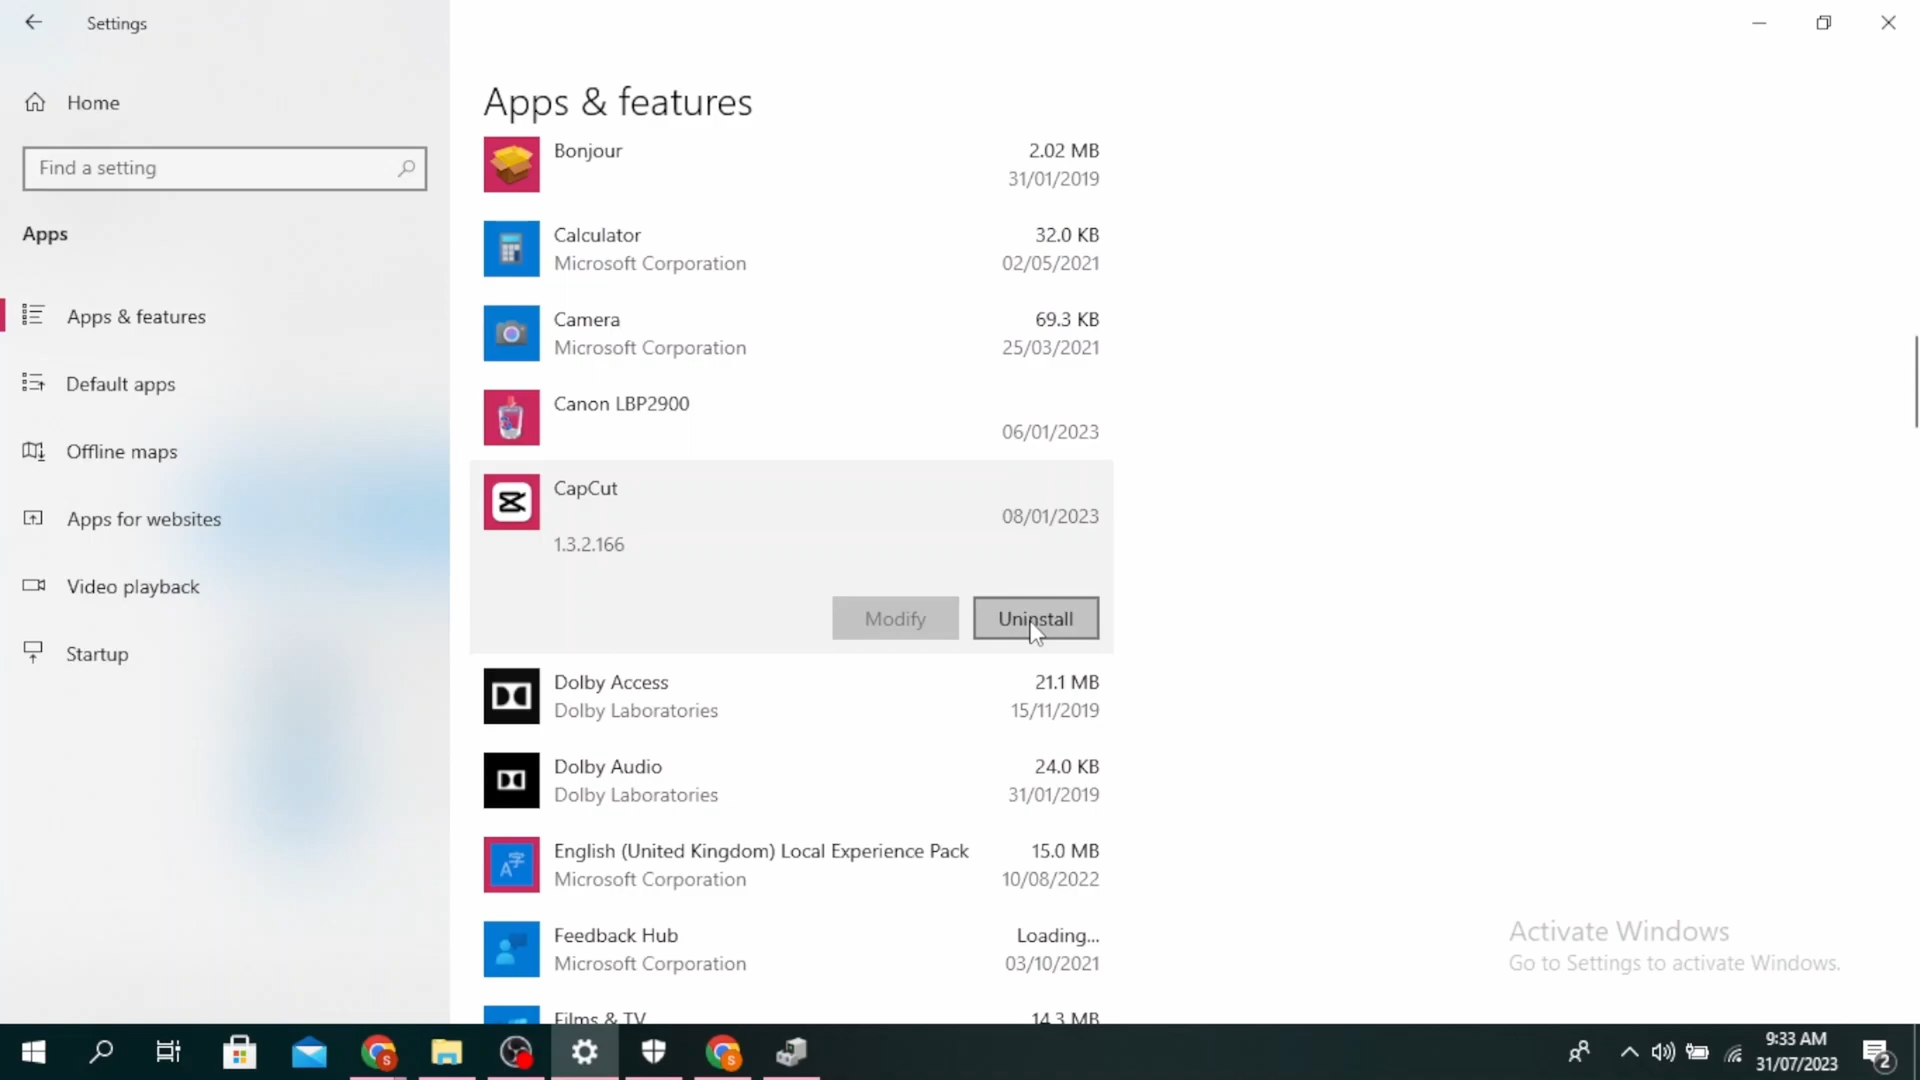 Settings
Home
Find a setting
Apps
Apps & features
Default apps
Offline maps
Apps for websites
Video playback
Startup
Apps & features
Bonjour 2.02 MB
31/01/2019
Calculator 32.0 KB
Microsoft Corporation 02/05/2021
Camera 69.3 KB
Microsoft Corporation 25/03/2021
Canon LBP2900
06/01/2023
CapCut
08/01/2023
1.3.2.166
Modify Uninstall
Dolby Access 21.1 MB
Dolby Laboratories 15/11/2019
Dolby Audio 24.0 KB
Dolby Laboratories 31/01/2019
English (United Kingdom) Local Experience Pack 15.0 MB
Microsoft Corporation 10/08/2022
Feedback Hub Loading...
Microsoft Corporation 03/10/2021
Films & TV 14.3 MB
Activate Windows
Go to Settings to activate Windows.
S
S
9:33 AM
31/07/2023
2